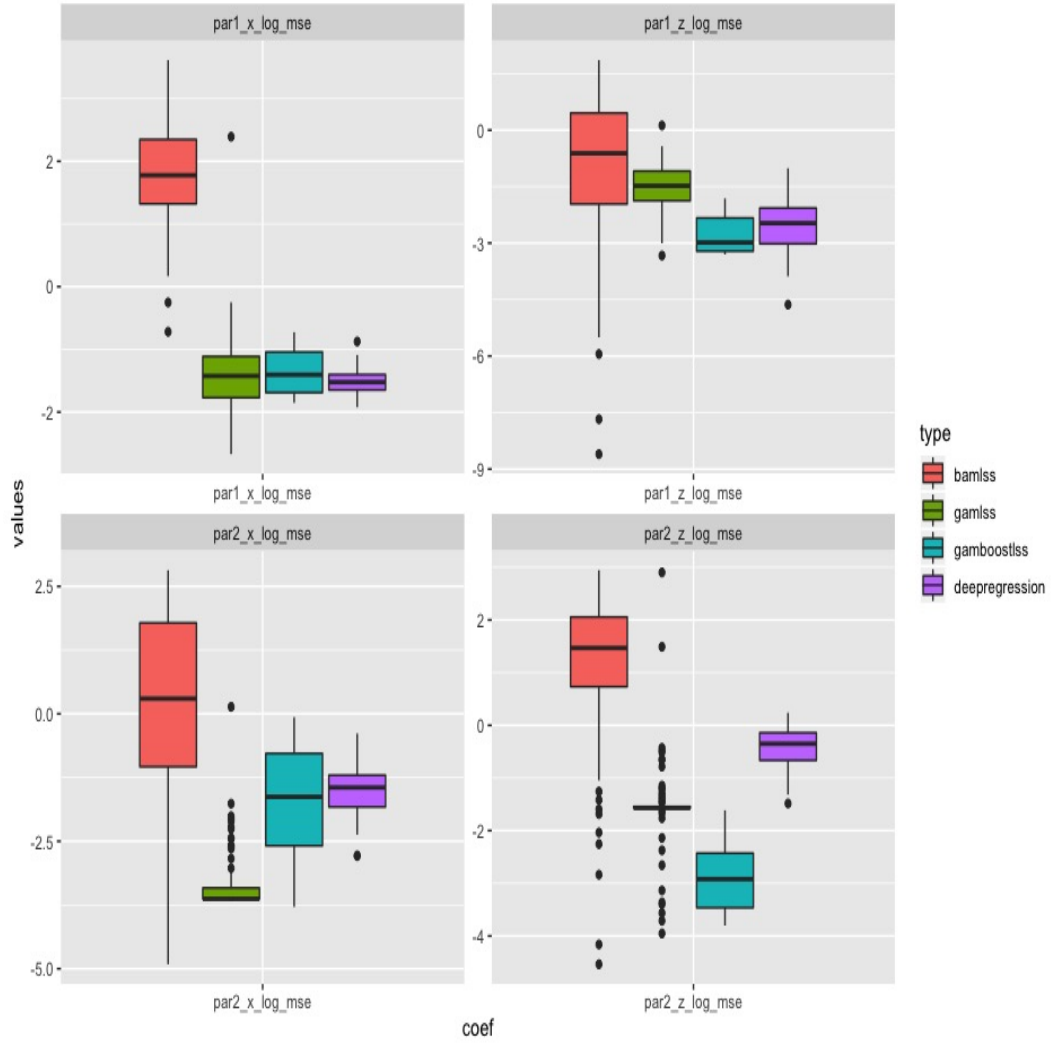 par1_x_log_mse
par1_z_log_mse
2
0
-2
0
-3
-6
-9
par1_x_log_mse
par1_z_log_mse
par2_x_log_mse
par2_z_log_mse
2.5
0.0
-2.5
-5.0
2
0
-2
-4
par2_x_log_mse
par2_z_log_mse
values
coef
type
bamlss
gamlss
gamboostlss
deepregression